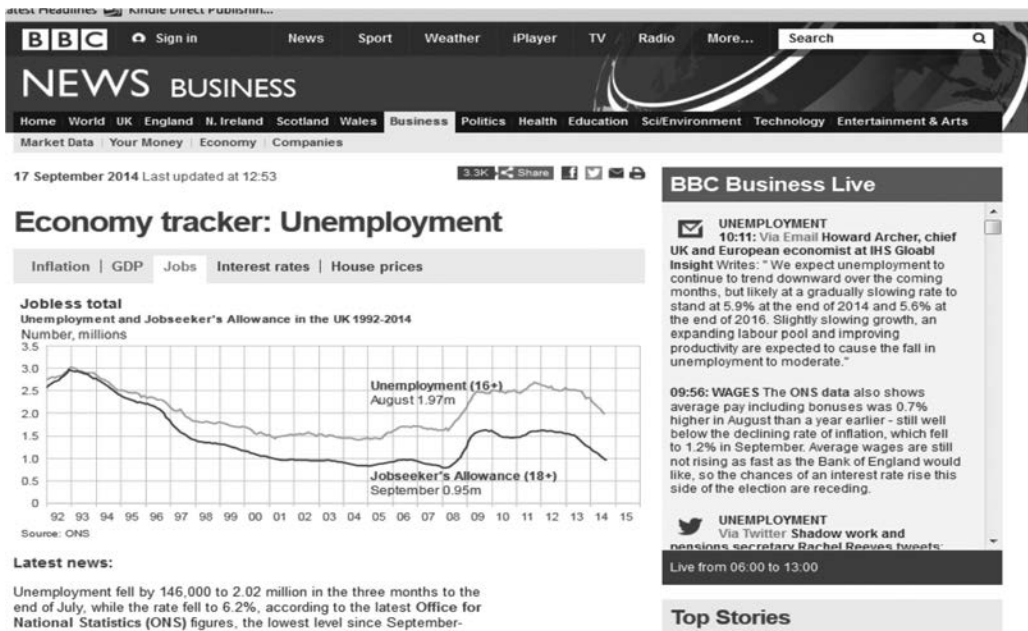 atest Headlines Kindle Direct Publishin...
BBC Sign in News Sport Weather iPlayer TV Radio More... Search
NEWS BUSINESS
Home World UK England N. Ireland Scotland Wales Business Politics Health Education Sci/Environment Technology Entertainment & Arts
Market Data Your Money Economy Companies
17 September 2014 Last updated at 12:53
3.3K Share
Economy tracker: Unemployment
Inflation | GDP Jobs Interest rates | House prices
Jobless total
Unemployment and Jobseeker's Allowance in the UK 1992-2014
Number, millions
3.5
3.0
2.5
2.0
1.5
1.0
0.5
0
Unemployment (16+)
August 1.97m
Jobseeker's Allowance (18+)
September 0.95m
92 93 94 95 96 97 98 99 00 01 02 03 04 05 06 07 08 09 10 11 12 13 14 15
Source: ONS
Latest news:
Unemployment fell by 146,000 to 2.02 million in the three months to the
end of July, while the rate fell to 6.2%, according to the latest Office for
National Statistics (ONS) figures, the lowest level since September-
BBC Business Live
UNEMPLOYMENT
10:11: Via Email Howard Archer, chief
UK and European economist at IHS Gloabl
Insight Writes: " We expect unemployment to
continue to trend downward over the coming
months, but likely at a gradually slowing rate to
stand at 5.9% at the end of 2014 and 5.6% at
the end of 2016. Slightly slowing growth, an
expanding labour pool and improving
productivity are expected to cause the fall in
unemployment to moderate."
09:56: WAGES The ONS data also shows
average pay including bonuses was 0.7%
higher in August than a year earlier - still well
below the declining rate of inflation, which fell
to 1.2% in September. Average wages are still
not rising as fast as the Bank of England would
like, so the chances of an interest rate rise this
side of the election are receding.
UNEMPLOYMENT
Via Twitter Shadow work and
pensions secretary Rachel Reeves tweets:
Live from 06:00 to 13:00
Top Stories